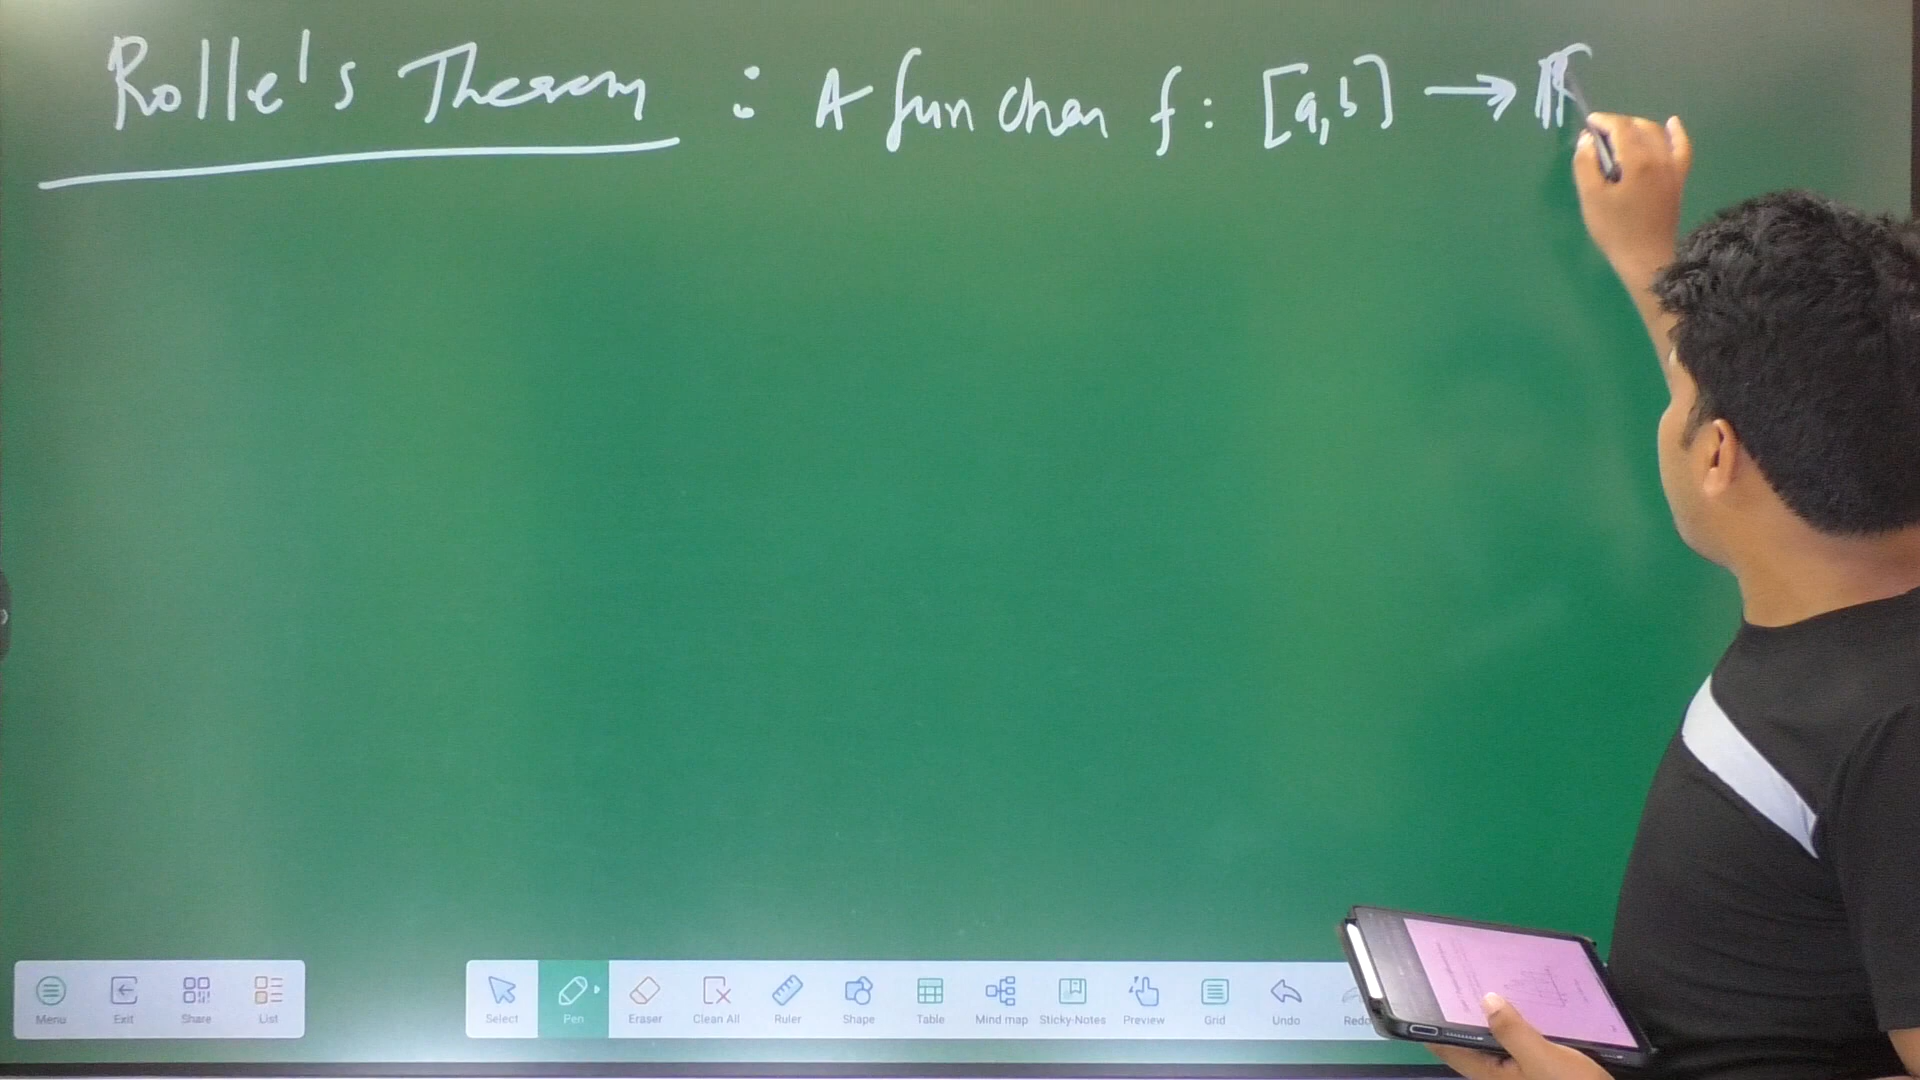 Rolle's Theorem : A function f: [a,b] → ℝ
Menu Exit Share List Select Pen Eraser Clean All Ruler Shape Table Mind map Sticky-Notes Preview Grid Undo Redo